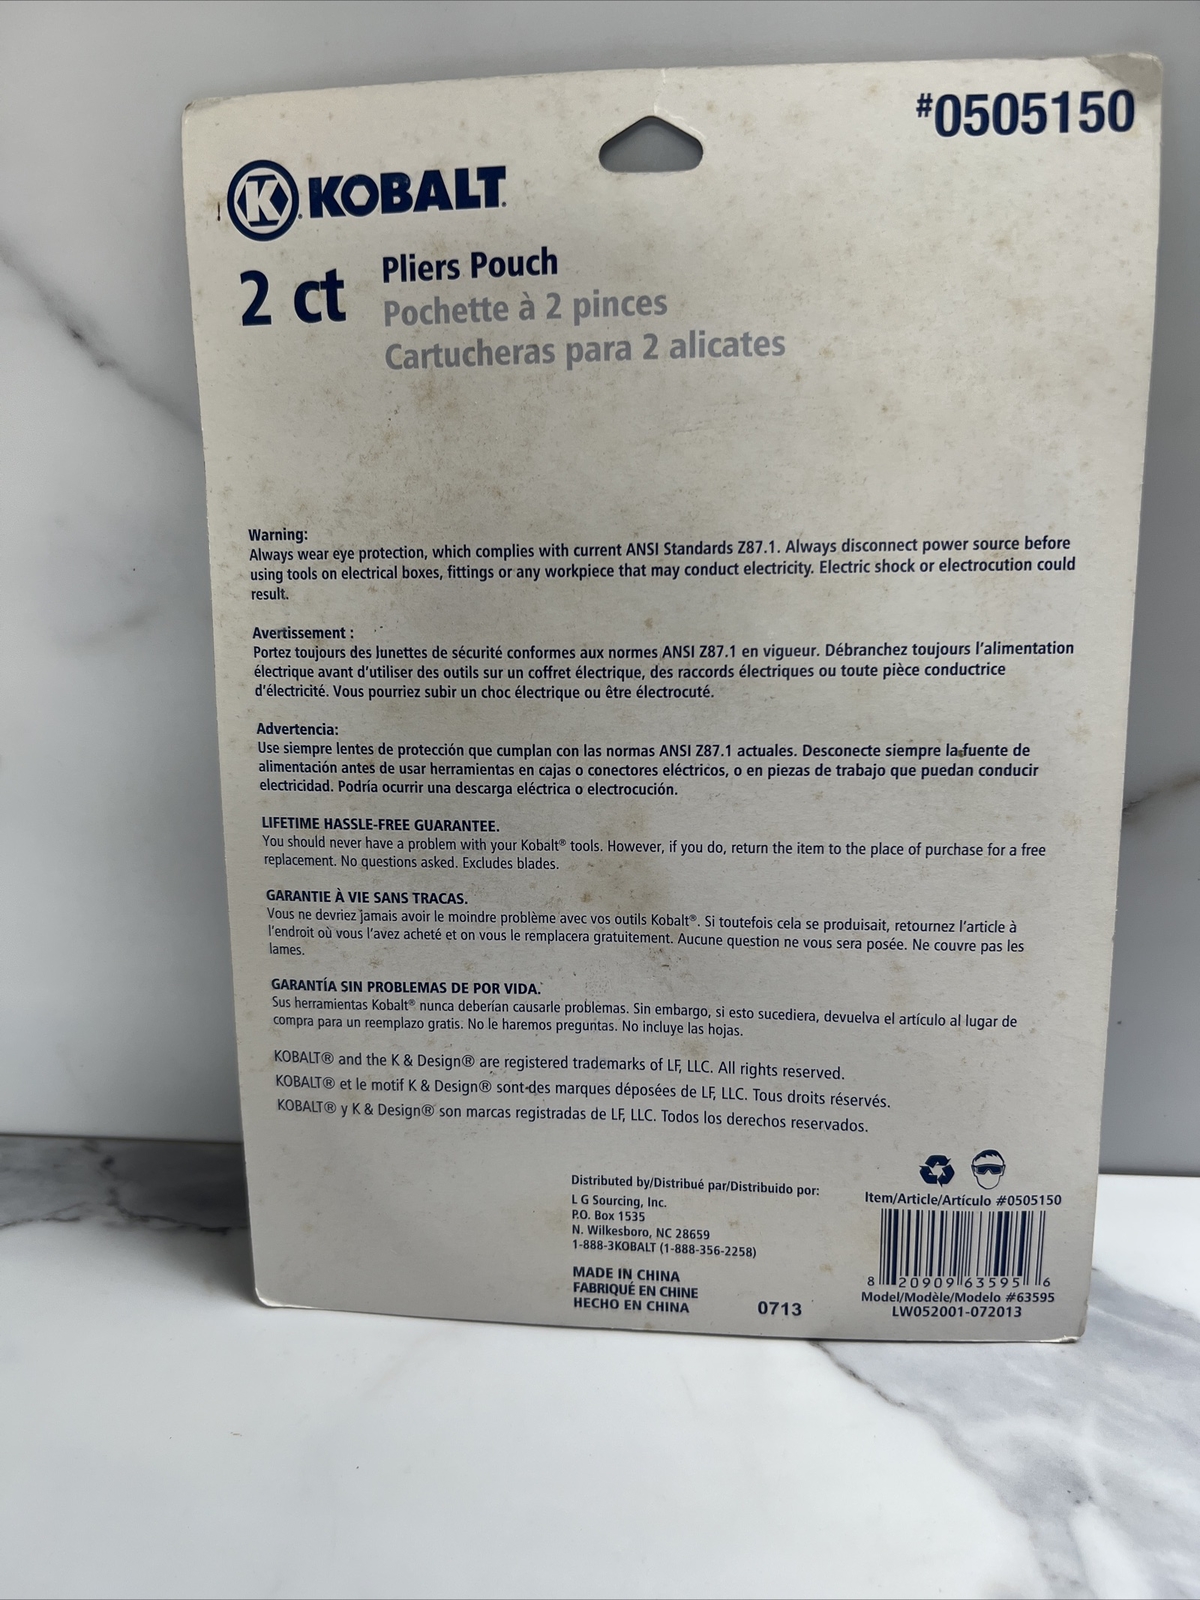 #0505150
K KOBALT
2 ct
Pliers Pouch
Pochette à 2 pinces
Cartucheras para 2 alicates
Warning:
Always wear eye protection, which complies with current ANSI Standards Z87.1. Always disconnect power source before
using tools on electrical boxes, fittings or any workpiece that may conduct electricity. Electric shock or electrocution could
result.
Avertissement :
Portez toujours des lunettes de sécurité conformes aux normes ANSI Z87.1 en vigueur. Débranchez toujours l'alimentation
électrique avant d'utiliser des outils sur un coffret électrique, des raccords électriques ou toute pièce conductrice
d'électricité. Vous pourriez subir un choc électrique ou être électrocuté.
Advertencia:
Use siempre lentes de protección que cumplan con las normas ANSI Z87.1 actuales. Desconecte siempre la fuente de
alimentación antes de usar herramientas en cajas o conectores eléctricos, o en piezas de trabajo que puedan conducir
electricidad. Podría ocurrir una descarga eléctrica o electrocución.
LIFETIME HASSLE-FREE GUARANTEE.
You should never have a problem with your Kobalt® tools. However, if you do, return the item to the place of purchase for a free
replacement. No questions asked. Excludes blades.
GARANTIE À VIE SANS TRACAS.
Vous ne devriez jamais avoir le moindre problème avec vos outils Kobalt®. Si toutefois cela se produisait, retournez l'article à
l'endroit où vous l'avez acheté et on vous le remplacera gratuitement. Aucune question ne vous sera posée. Ne couvre pas les
lames.
GARANTÍA SIN PROBLEMAS DE POR VIDA.
Sus herramientas Kobalt® nunca deberían causarle problemas. Sin embargo, si esto sucediera, devuelva el artículo al lugar de
compra para un reemplazo gratis. No le haremos preguntas. No incluye las hojas.
KOBALT® and the K & Design® are registered trademarks of LF, LLC. All rights reserved.
KOBALT® et le motif K & Design® sont des marques déposées de LF, LLC. Tous droits réservés.
KOBALT® y K & Design® son marcas registradas de LF, LLC. Todos los derechos reservados.
Distributed by/Distribué par/Distribuido por:
L G Sourcing, Inc.
P.O. Box 1535
N. Wilkesboro, NC 28659
1-888-3KOBALT (1-888-356-2258)
MADE IN CHINA
FABRIQUÉ EN CHINE
HECHO EN CHINA
0713
Item/Article/Artículo #0505150
8 20909 63595 6
Model/Modèle/Modelo #63595
LW052001-072013